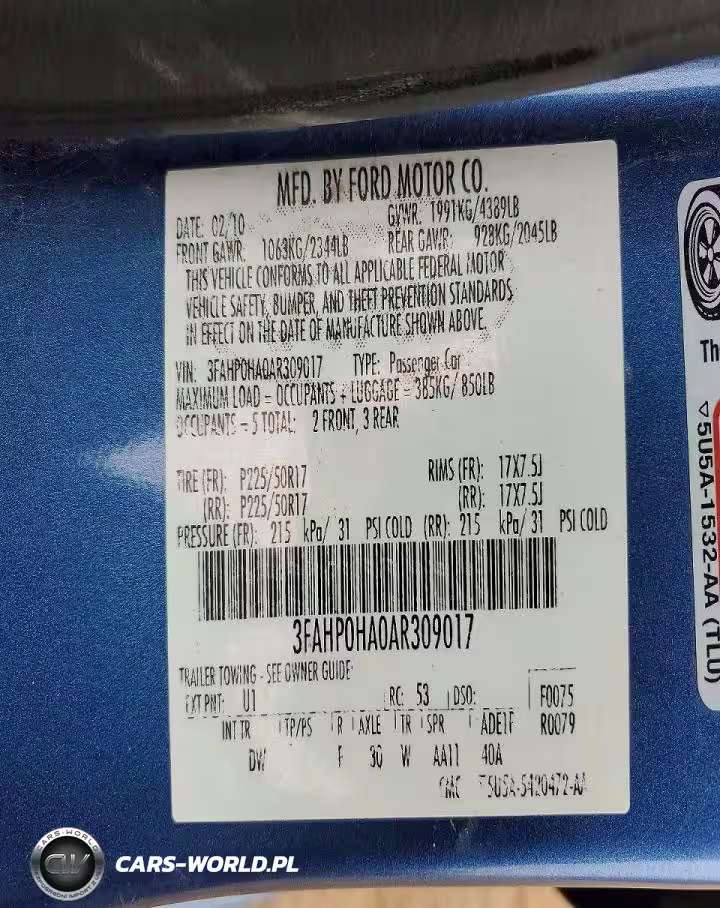 MFD. BY FORD MOTOR CO.
DATE: 02/10
GVWR: 1991KG/4389LB
FRONT GAWR: 1063KG/2344LB
REAR GAWR: 928KG/2045LB
THIS VEHICLE CONFORMS TO ALL APPLICABLE FEDERAL MOTOR
VEHICLE SAFETY, BUMPER, AND THEFT PREVENTION STANDARDS
IN EFFECT ON THE DATE OF MANUFACTURE SHOWN ABOVE.
VIN: 3FAHP0HA0AR309017 TYPE: Passenger Car
MAXIMUM LOAD = OCCUPANTS + LUGGAGE = 385KG/ 850LB
OCCUPANTS = 5 TOTAL: 2 FRONT, 3 REAR
TIRE (FR): P225/50R17 RIMS (FR): 17X7.5J
(RR): P225/50R17 (RR): 17X7.5J
PRESSURE (FR): 215 kPa/ 31 PSI COLD (RR): 215 kPa/ 31 PSI COLD
3FAHP0HA0AR309017
TRAILER TOWING - SEE OWNER GUIDE
EXT PNT: U1 RC: 53 DSO: F0075
INT TR TP/PS R AXLE TR SPR ADE1F R0079
DW F 30 W AA11 40A
5U5A-1532-AA (TLU)
Th
CARS-WORLD
CW
CARS-WORLD.PL